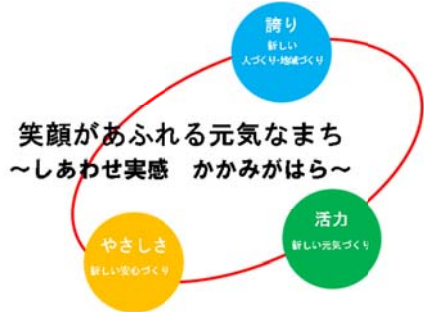 誇り
新しい
人づくり・地域づくり
笑顔があふれる元気なまち
～しあわせ実感　かかみがはら～
活力
新しい元気づくり
やさしさ
新しい安心づくり